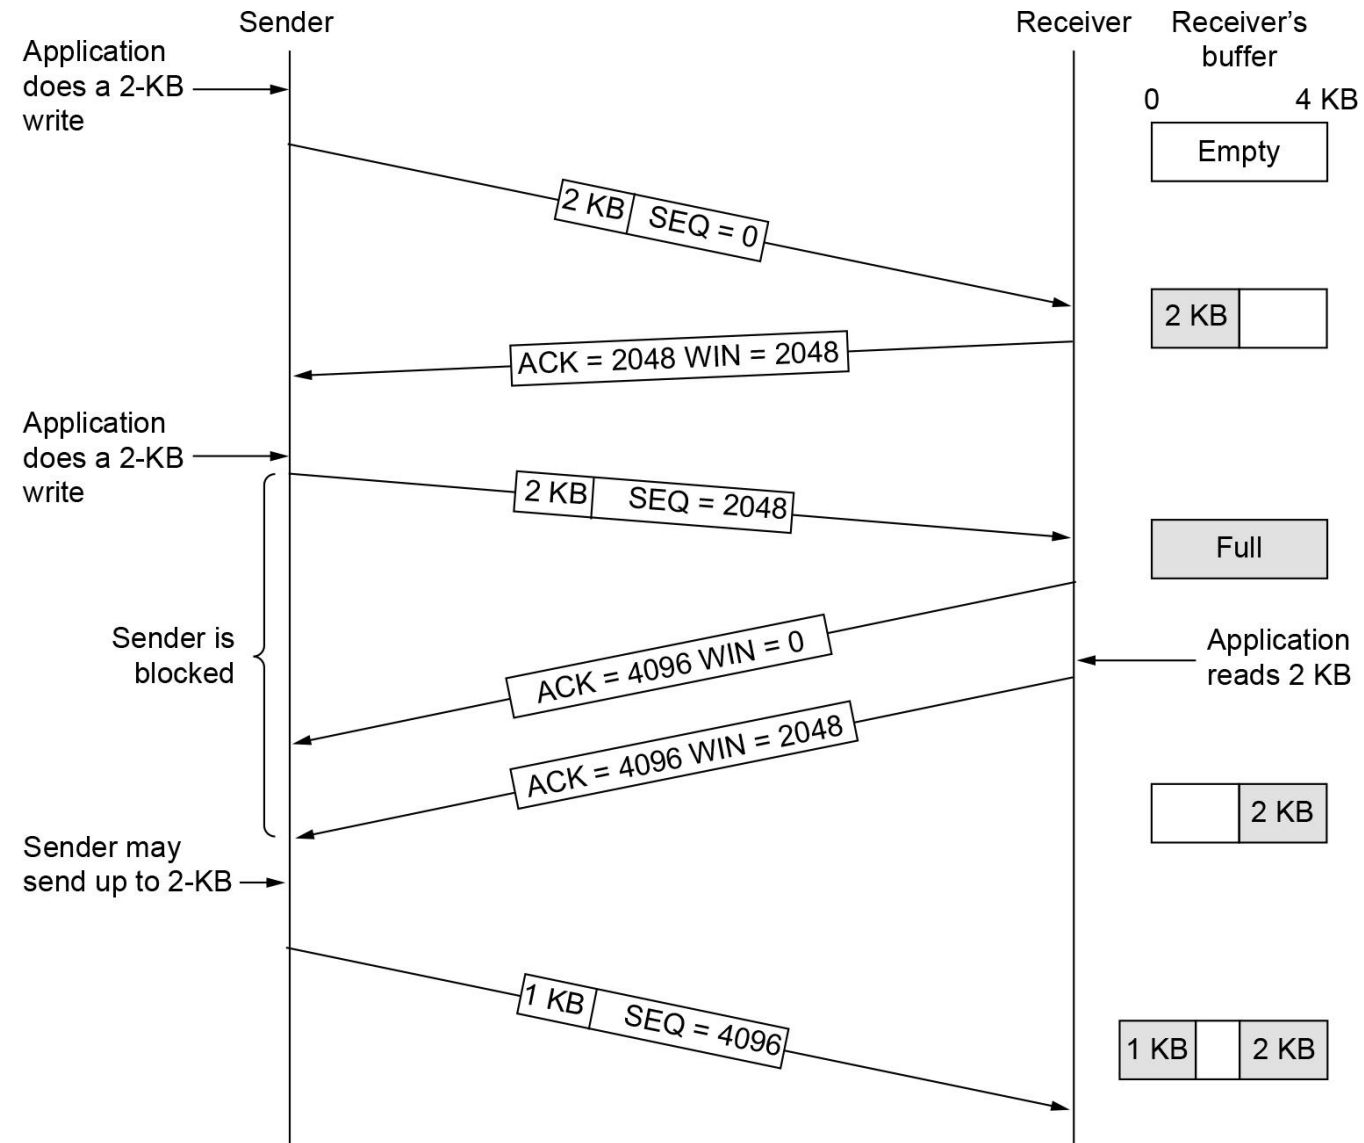 Sender
Receiver
Receiver’s
buffer
0
4 KB
Application
does a 2-KB
write
Empty
2 KB
SEQ = 0
2 KB
ACK = 2048 WIN = 2048
Application
does a 2-KB
write
2 KB
SEQ = 2048
Full
Sender is
blocked
ACK = 4096 WIN = 0
Application
reads 2 KB
ACK = 4096 WIN = 2048
2 KB
Sender may
send up to 2-KB
1 KB
SEQ = 4096
1 KB
2 KB